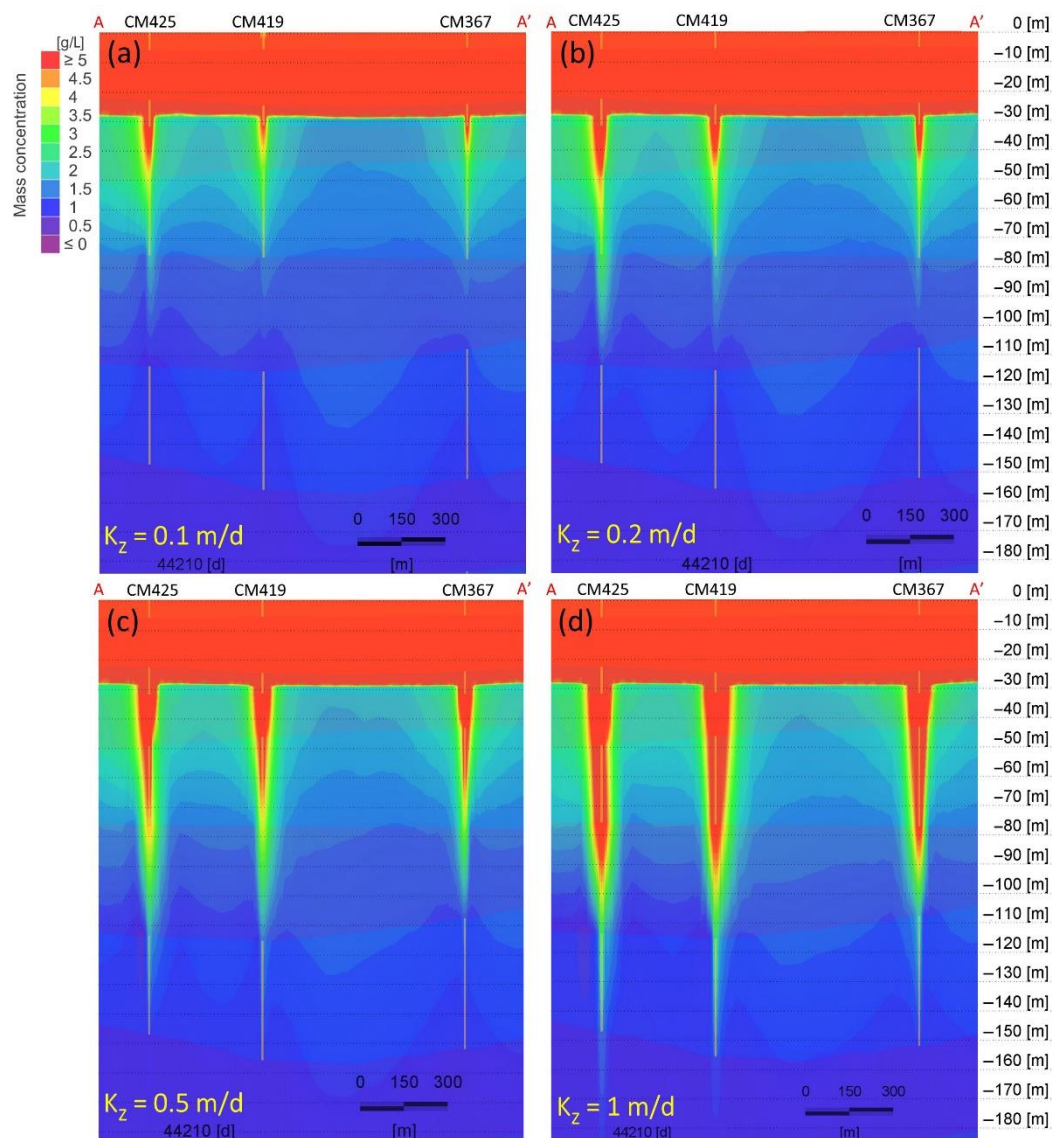 A CM425 CM419 CM367 A' A CM425 CM419 CM367 A' 0 [m]
[g/L]
Mass concentration
≥ 5
4.5
4
3.5
3
2.5
2
1.5
1
0.5
≤ 0
(a)
(b)
−10 [m]
−20 [m]
−30 [m]
−40 [m]
−50 [m]
−60 [m]
−70 [m]
−80 [m]
−90 [m]
−100 [m]
−110 [m]
−120 [m]
−130 [m]
−140 [m]
−150 [m]
−160 [m]
−170 [m]
−180 [m]
0 150 300
Kz = 0.1 m/d
44210 [d] [m]
0 150 300
Kz = 0.2 m/d
44210 [d] [m]
A CM425 CM419 CM367 A' A CM425 CM419 CM367 A' 0 [m]
(c)
(d)
−10 [m]
−20 [m]
−30 [m]
−40 [m]
−50 [m]
−60 [m]
−70 [m]
−80 [m]
−90 [m]
−100 [m]
−110 [m]
−120 [m]
−130 [m]
−140 [m]
−150 [m]
−160 [m]
−170 [m]
−180 [m]
0 150 300
Kz = 0.5 m/d
44210 [d] [m]
0 150 300
Kz = 1 m/d
44210 [d] [m]